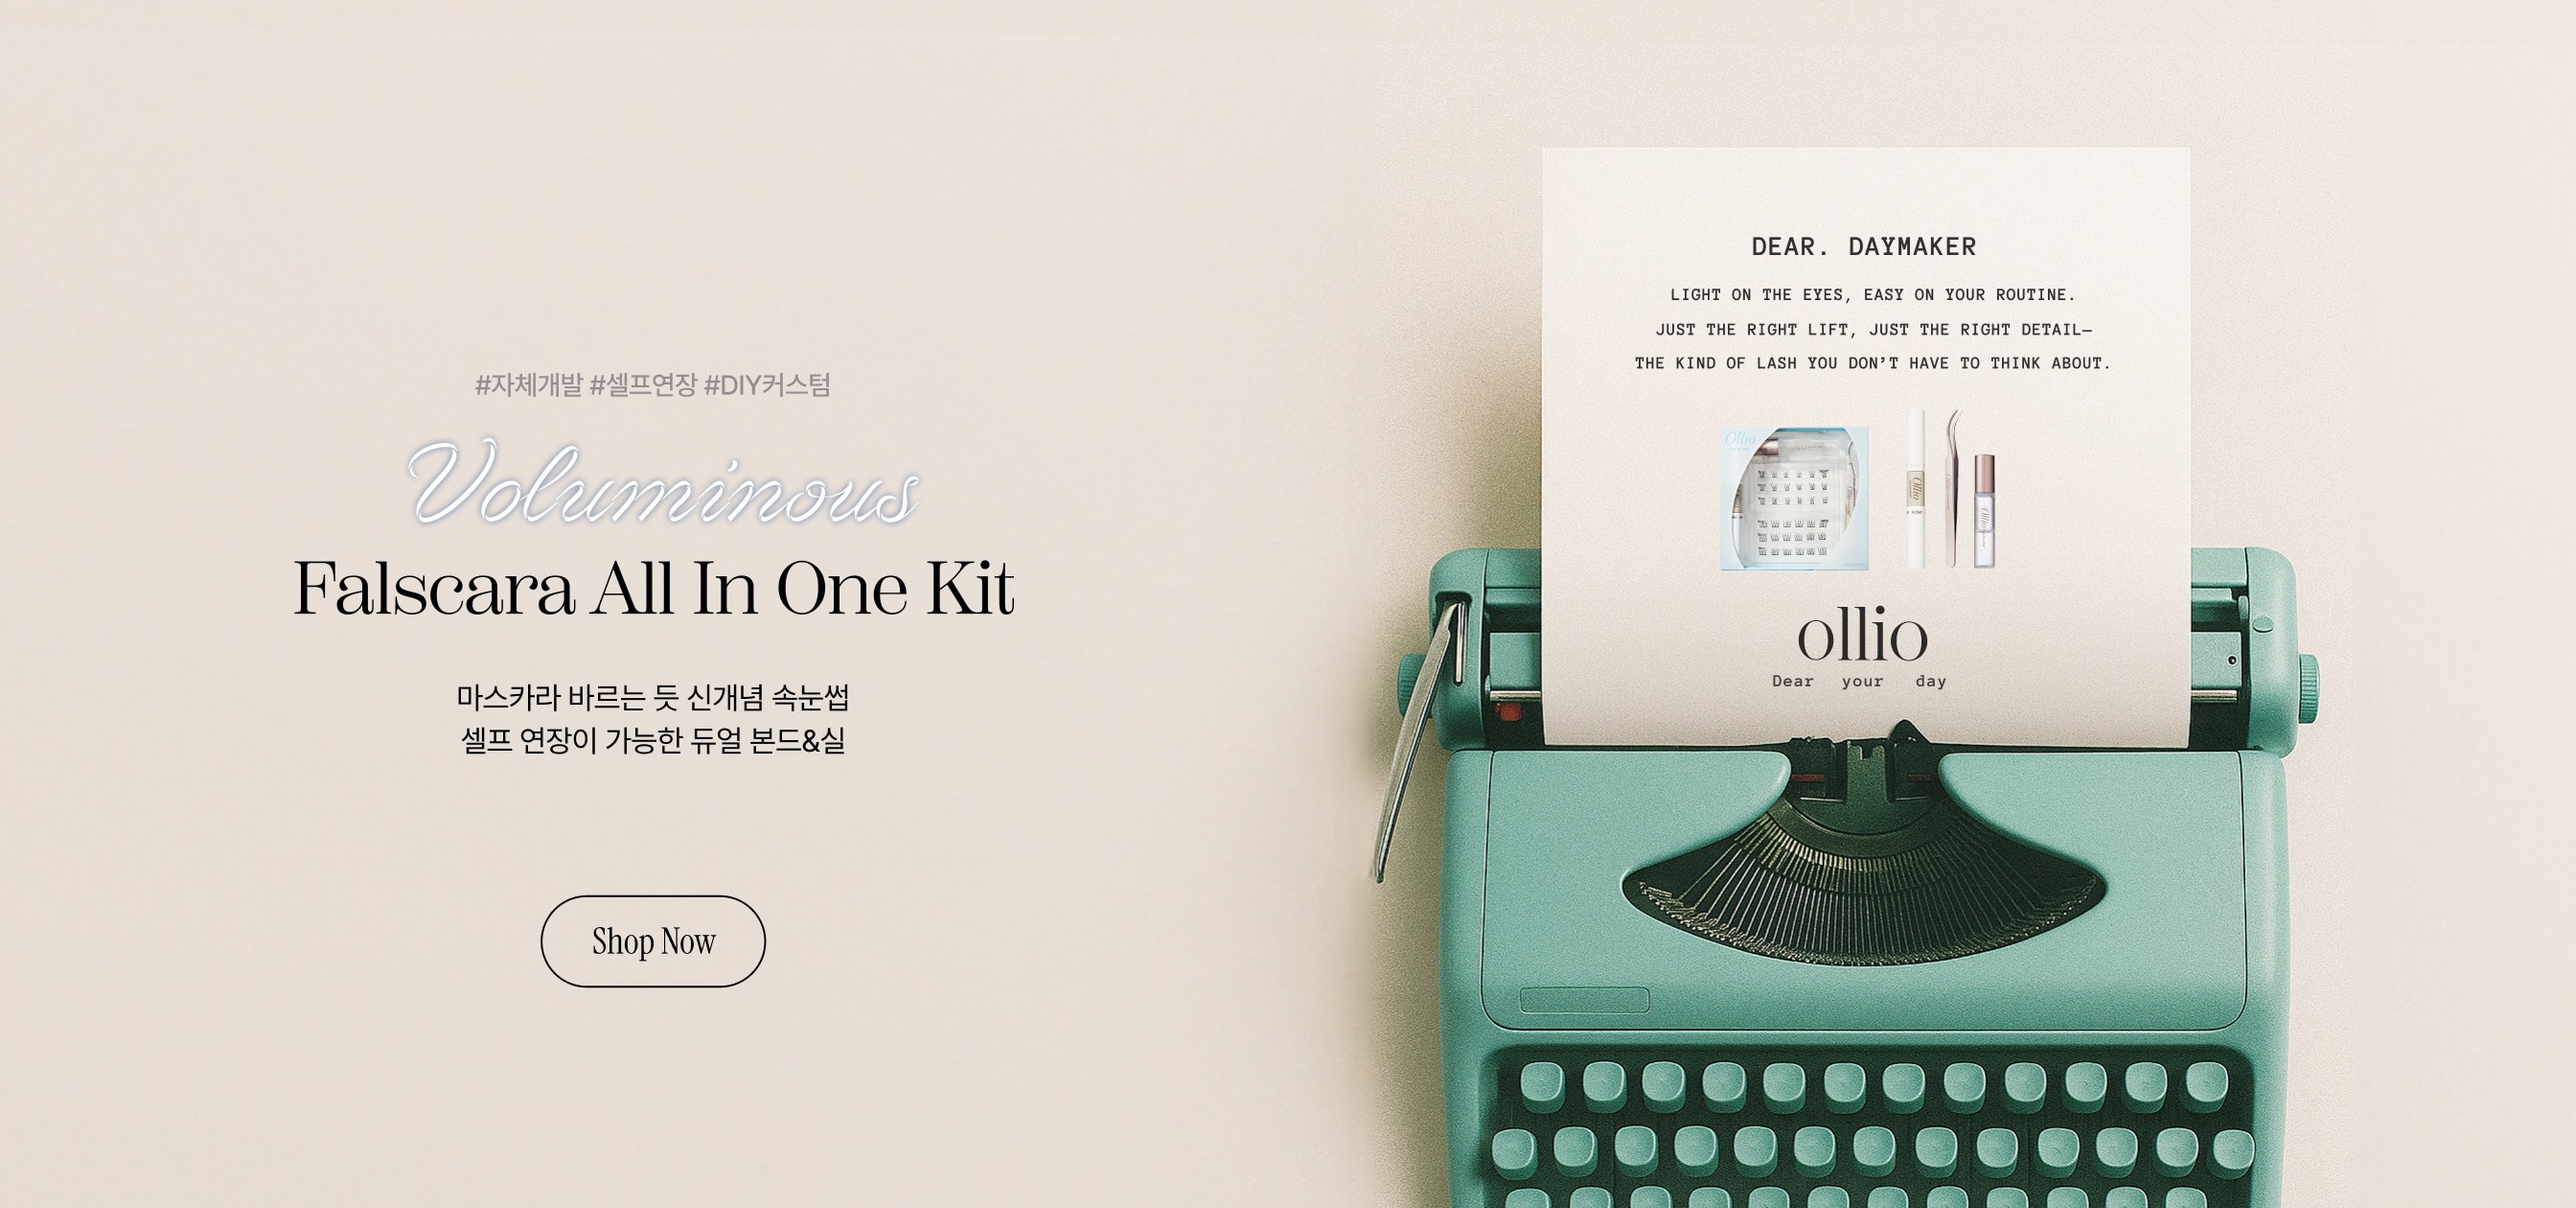 #자체개발 #셀프연장 #DIY커스텀
Voluminous
Falscara All In One Kit
마스카라 바르는 듯 신개념 속눈썹
셀프 연장이 가능한 듀얼 본드&실
Shop Now
DEAR. DAYMAKER
LIGHT ON THE EYES, EASY ON YOUR ROUTINE.
JUST THE RIGHT LIFT, JUST THE RIGHT DETAIL—
THE KIND OF LASH YOU DON’T HAVE TO THINK ABOUT.
Ollio
Ollio
Ollio
ollio
Dear your day